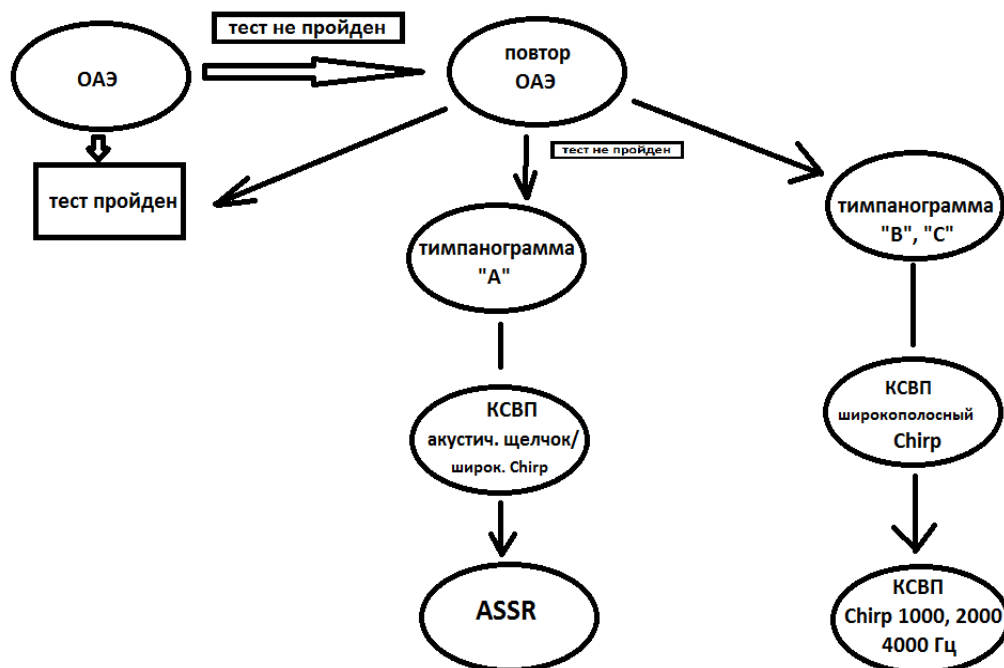 тест не пройден
ОАЭ
повтор
ОАЭ
тест не пройден
тест пройден
тимпанограмма
"А"
тимпанограмма
"В", "С"
КСВП
акустич. щелчок/
широк. Chirp
КСВП
широкополосный
Chirp
ASSR
КСВП
Chirp 1000, 2000
4000 Гц